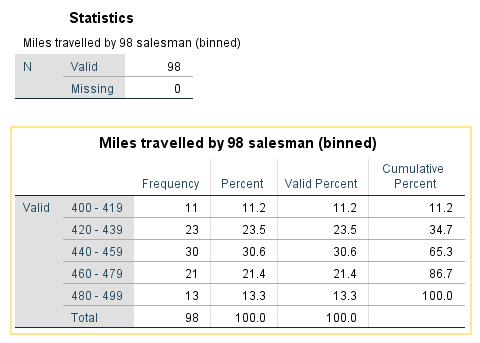 Statistics
Miles travelled by 98 salesman (binned)
N Valid 98
Missing 0
Miles travelled by 98 salesman (binned)
Frequency Percent Valid Percent Cumulative Percent
Valid 400 - 419 11 11.2 11.2 11.2
420 - 439 23 23.5 23.5 34.7
440 - 459 30 30.6 30.6 65.3
460 - 479 21 21.4 21.4 86.7
480 - 499 13 13.3 13.3 100.0
Total 98 100.0 100.0